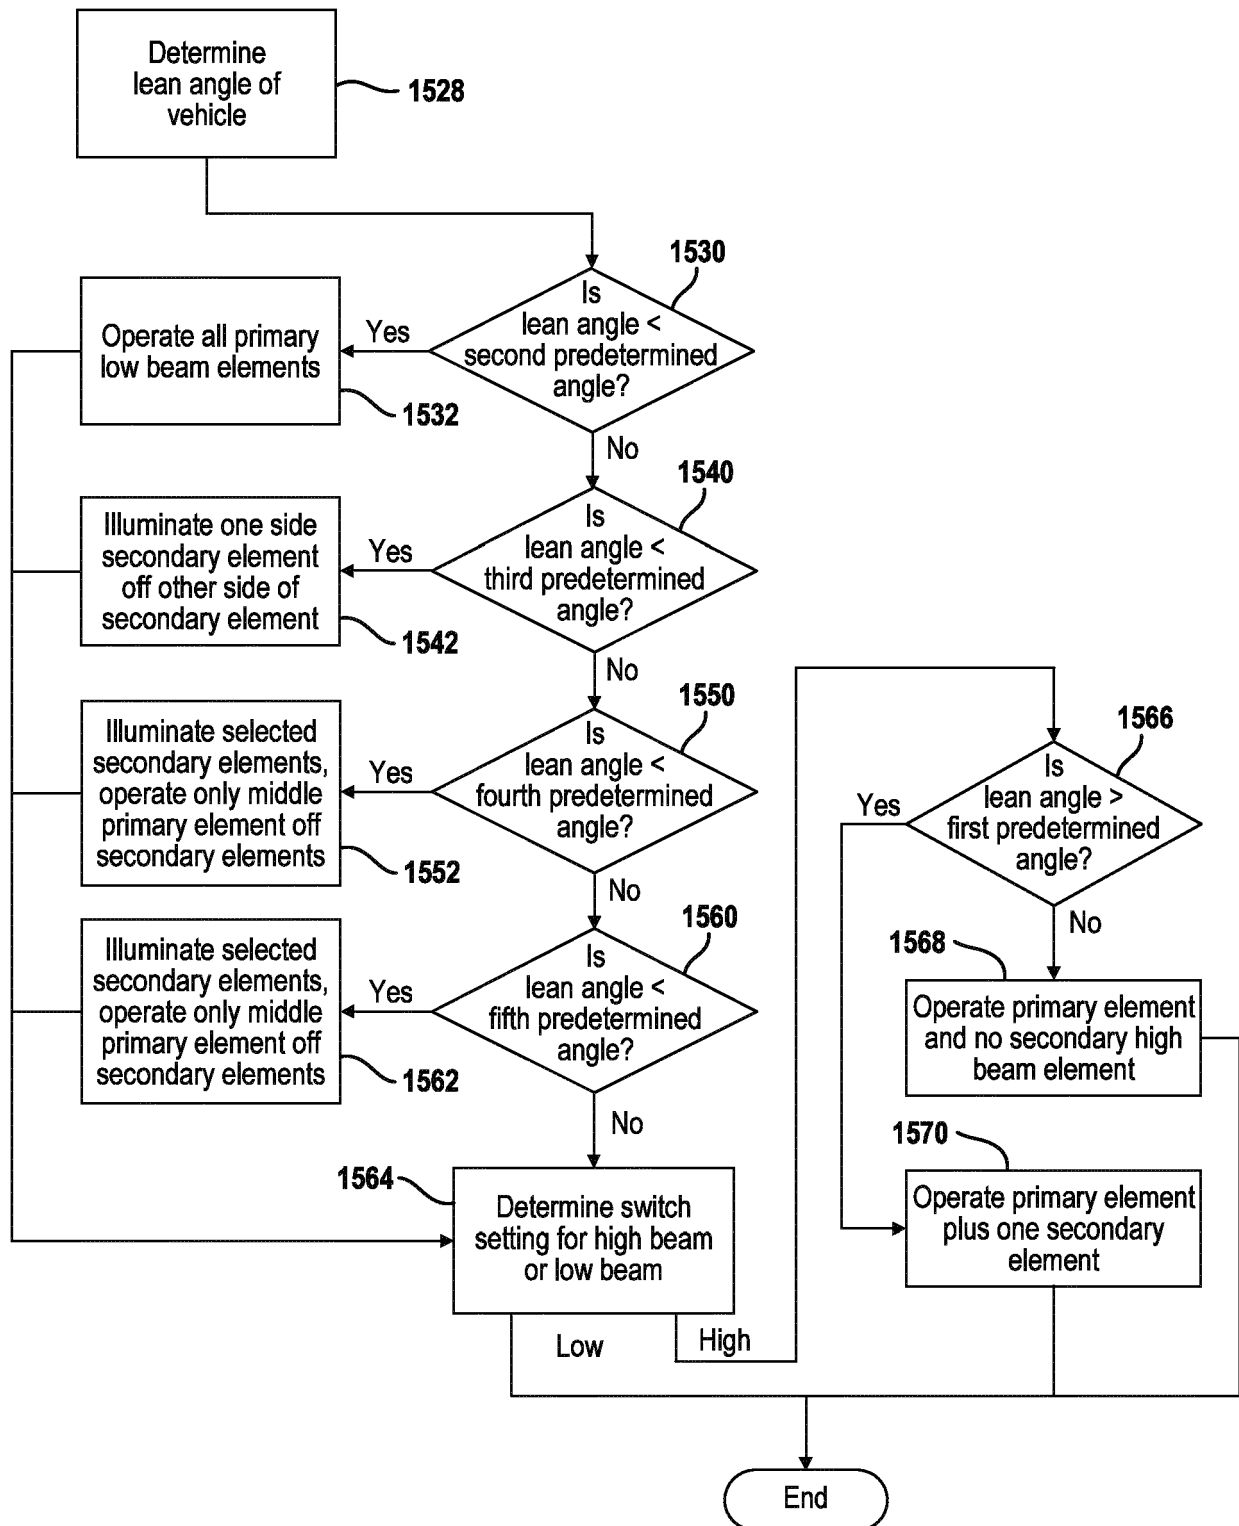 Determine
lean angle of
vehicle
1528
1530
Is
lean angle <
second predetermined
angle?
Yes
Operate all primary
low beam elements
1532
No
1540
Is
lean angle <
third predetermined
angle?
Yes
Illuminate one side
secondary element
off other side of
secondary element
1542
No
1550
Is
lean angle <
fourth predetermined
angle?
Yes
Illuminate selected
secondary elements,
operate only middle
primary element off
secondary elements
1552
No
1560
Is
lean angle <
fifth predetermined
angle?
Yes
Illuminate selected
secondary elements,
operate only middle
primary element off
secondary elements
1562
No
1564
Determine switch
setting for high beam
or low beam
Low
High
1566
Is
lean angle >
first predetermined
angle?
Yes
No
1568
Operate primary element
and no secondary high
beam element
1570
Operate primary element
plus one secondary
element
End